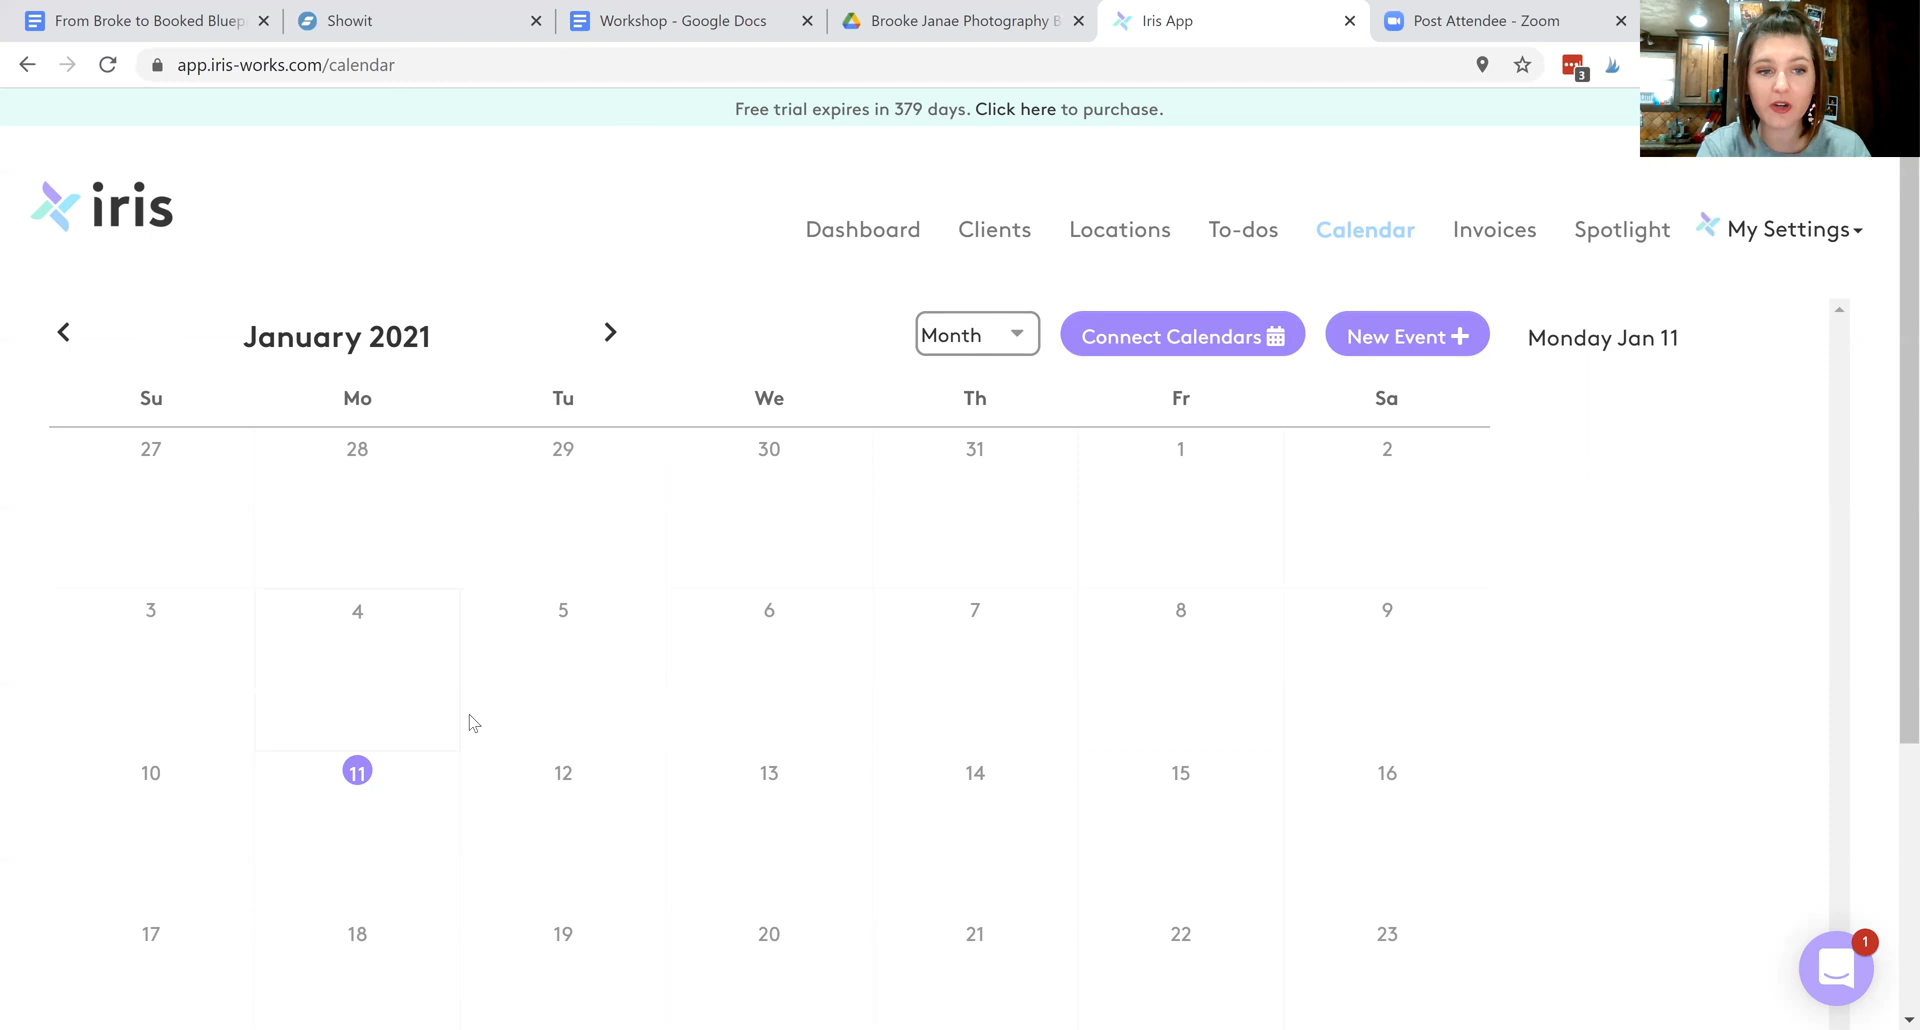 From Broke to Booked Bluep
Showit
Workshop - Google Docs
Brooke Janae Photography B
Iris App
Post Attendee - Zoom
app.iris-works.com/calendar
3
Free trial expires in 379 days. Click here to purchase.
iris
Dashboard
Clients
Locations
To-dos
Calendar
Invoices
Spotlight
My Settings
January 2021
Month
Connect Calendars
New Event
Monday Jan 11
Su Mo Tu We Th Fr Sa
27 28 29 30 31 1 2
3 4 5 6 7 8 9
10 11 12 13 14 15 16
17 18 19 20 21 22 23
1